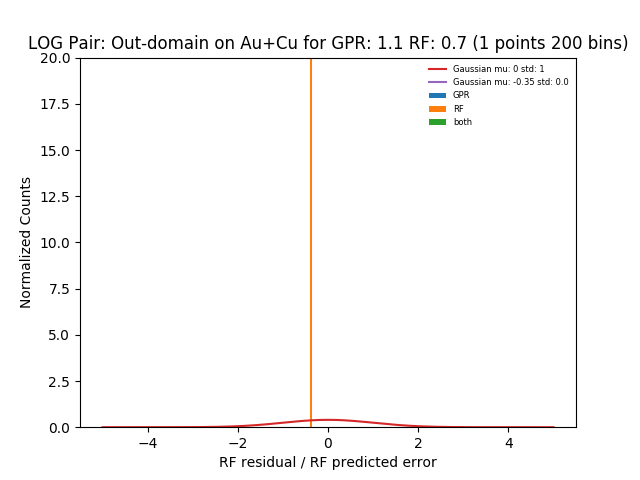 LOG Pair: Out-domain on Au+Cu for GPR: 1.1 RF: 0.7 (1 points 200 bins)
20.0
17.5
15.0
12.5
10.0
7.5
5.0
2.5
0.0
Normalized Counts
Gaussian mu: 0 std: 1
Gaussian mu: -0.35 std: 0.0
GPR
RF
both
−4
−2
0
2
4
RF residual / RF predicted error